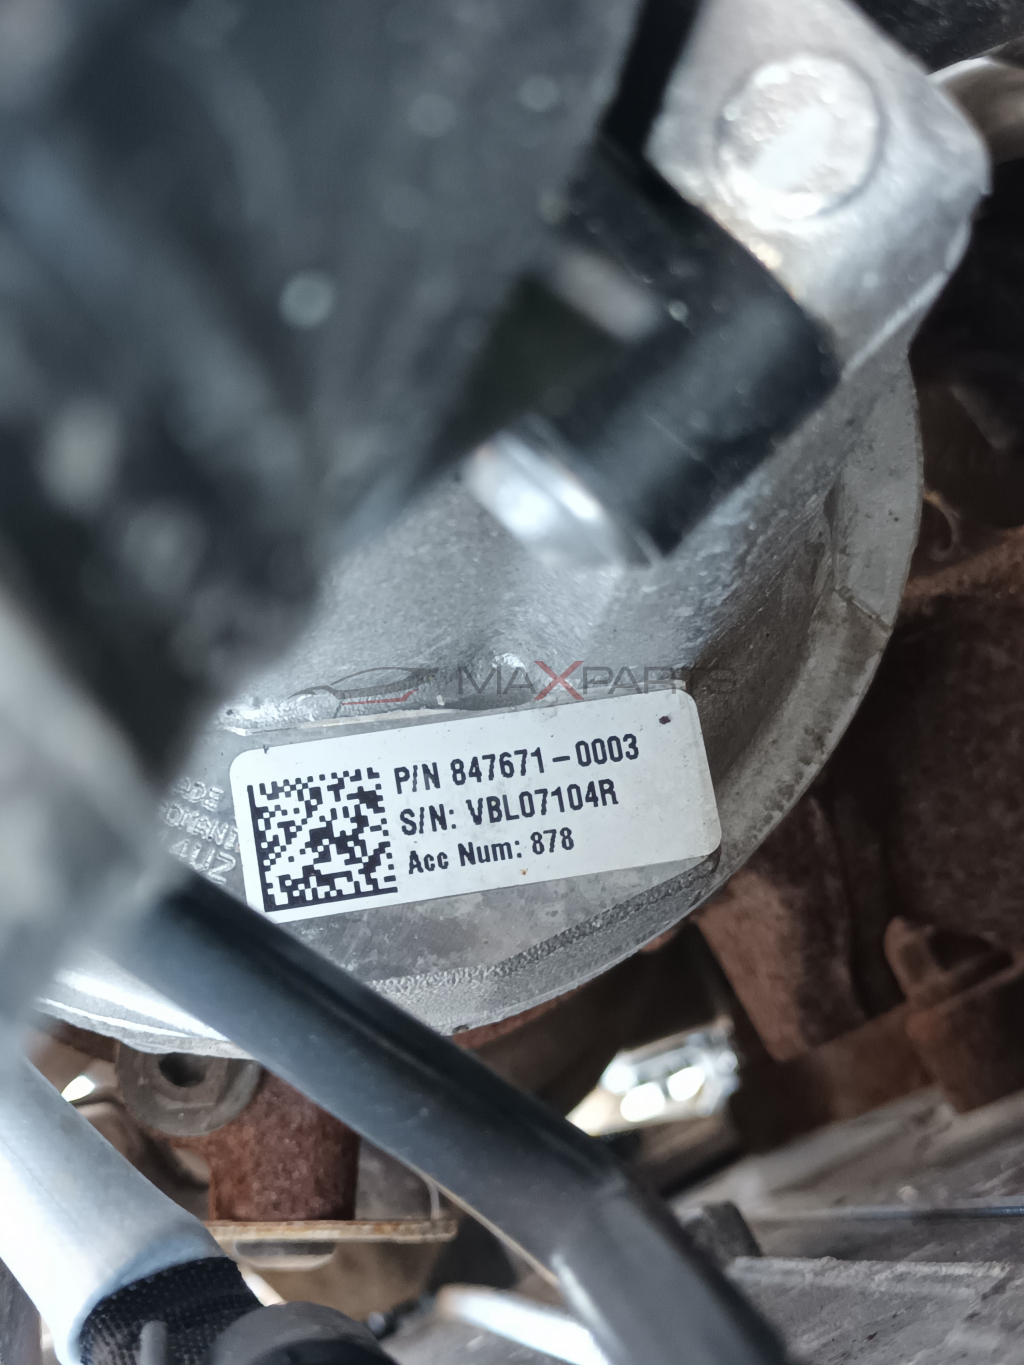 MAXPARTS
P/N 847671-0003
S/N: VBL07104R
Acc Num: 878